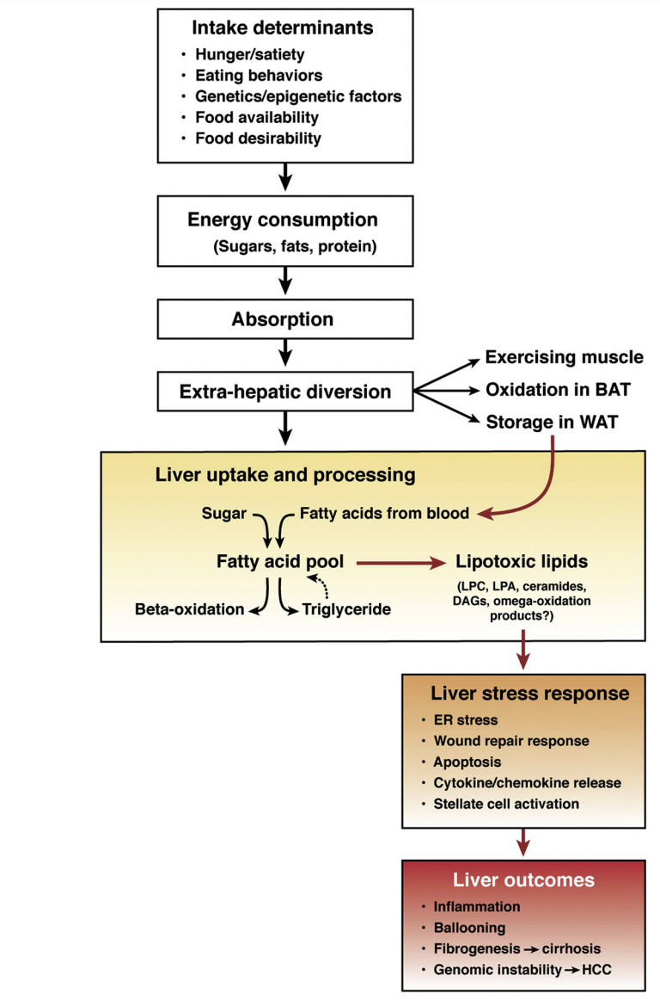 Intake determinants
· Hunger/satiety
· Eating behaviors
· Genetics/epigenetic factors
· Food availability
· Food desirability
Energy consumption
(Sugars, fats, protein)
Absorption
Extra-hepatic diversion
Exercising muscle
Oxidation in BAT
Storage in WAT
Liver uptake and processing
Sugar
Fatty acids from blood
Fatty acid pool
Lipotoxic lipids
(LPC, LPA, ceramides,
DAGs, omega-oxidation
products?)
Beta-oxidation
Triglyceride
Liver stress response
· ER stress
· Wound repair response
· Apoptosis
· Cytokine/chemokine release
· Stellate cell activation
Liver outcomes
· Inflammation
· Ballooning
· Fibrogenesis → cirrhosis
· Genomic instability → HCC